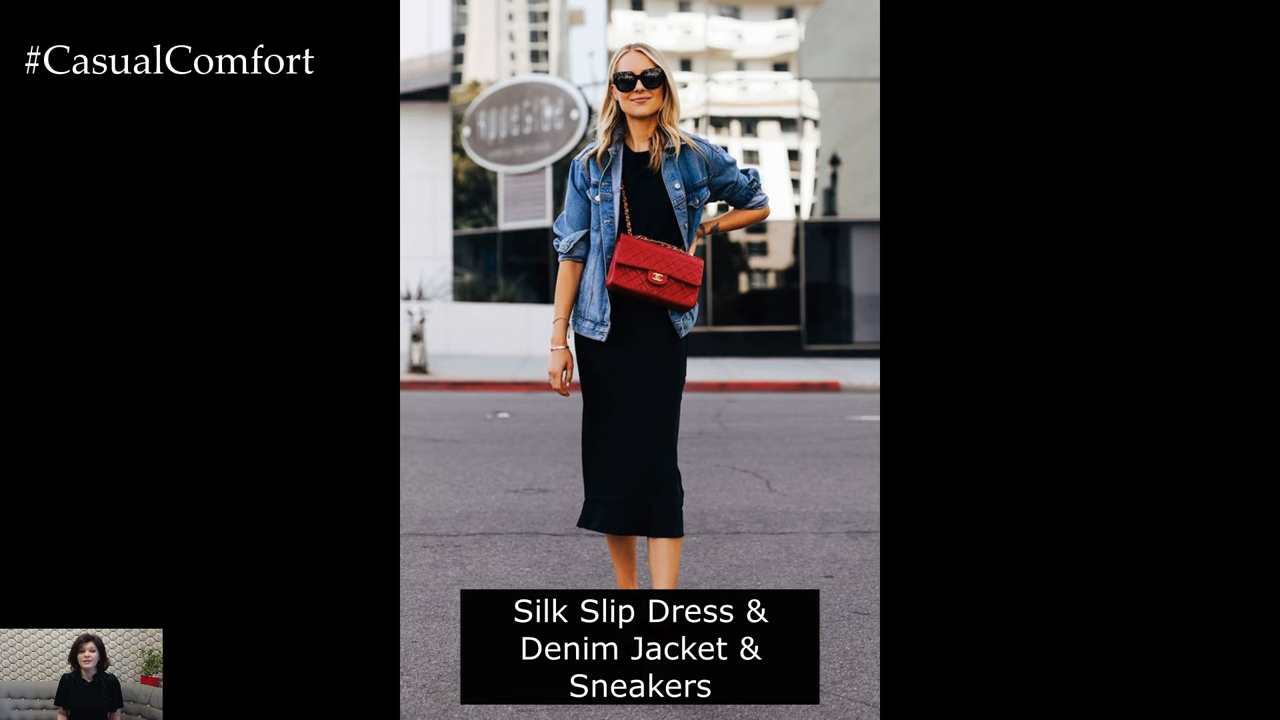 #CasualComfort
Silk Slip Dress &
Denim Jacket &
Sneakers